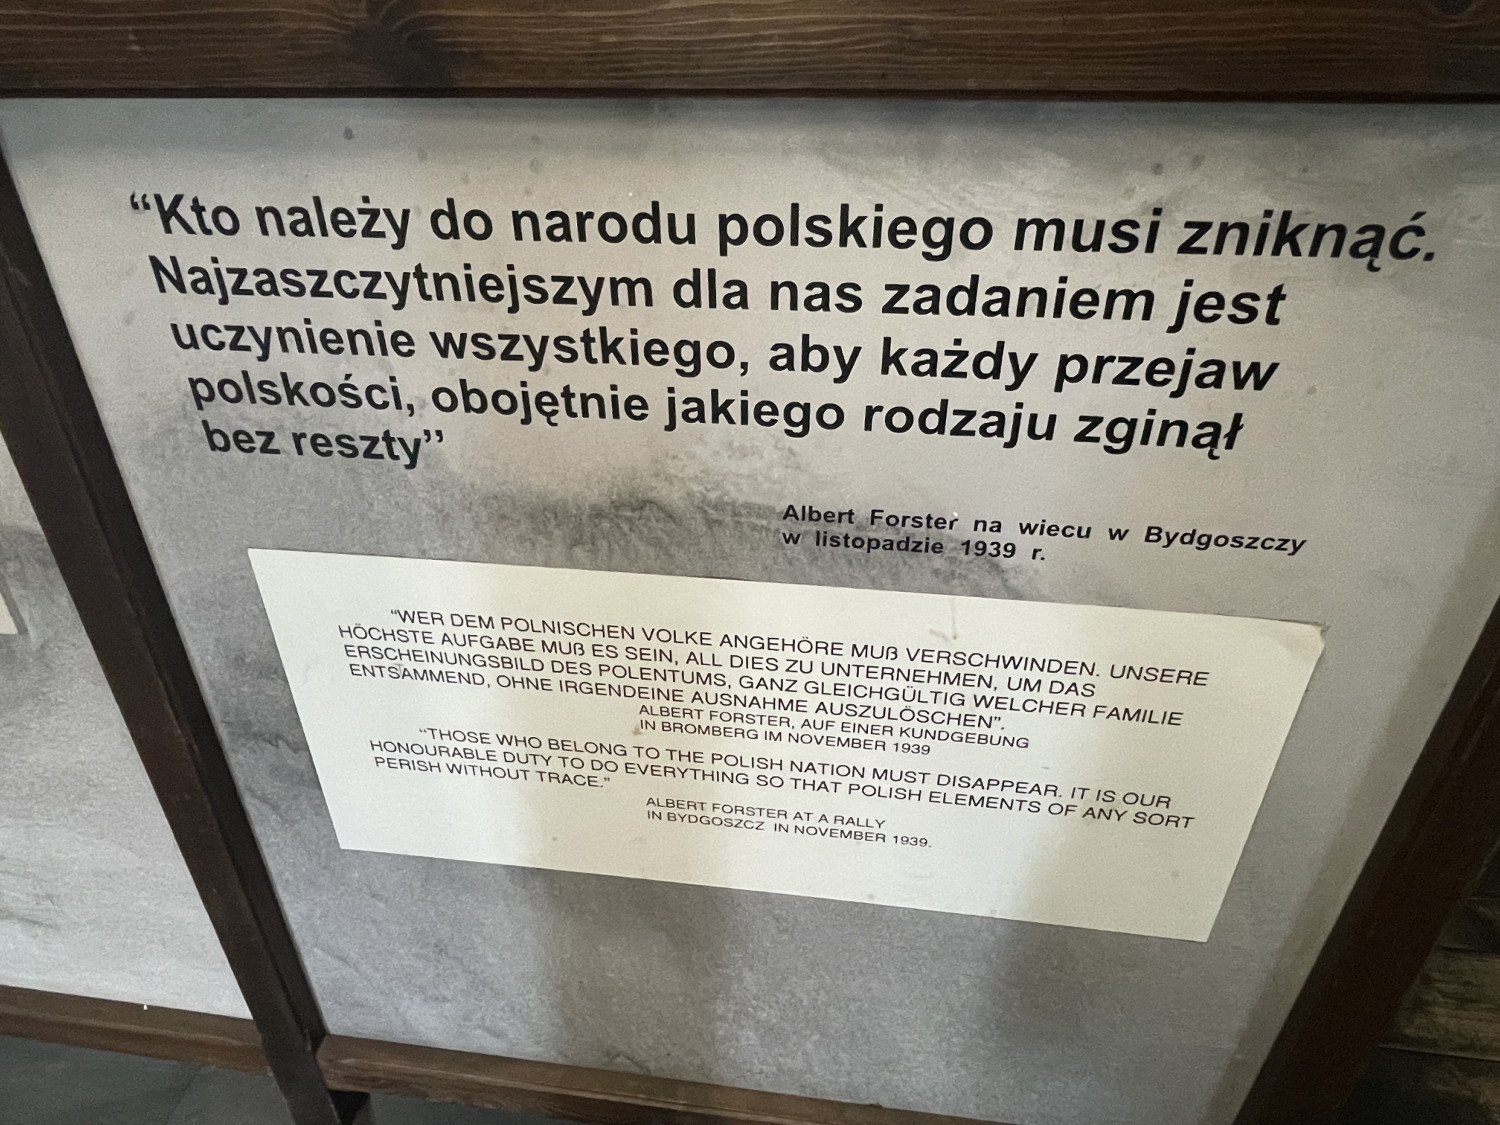 “Kto należy do narodu polskiego musi zniknąć.
Najzaszczytniejszym dla nas zadaniem jest
uczynienie wszystkiego, aby każdy przejaw
polskości, obojętnie jakiego rodzaju zginął
bez reszty”
Albert Forster na wiecu w Bydgoszczy
w listopadzie 1939 r.
“WER DEM POLNISCHEN VOLKE ANGEHÖRE MUß VERSCHWINDEN. UNSERE
HÖCHSTE AUFGABE MUß ES SEIN, ALL DIES ZU UNTERNEHMEN, UM DAS
ERSCHEINUNGSBILD DES POLENTUMS, GANZ GLEICHGÜLTIG WELCHER FAMILIE
ENTSAMMEND, OHNE IRGENDEINE AUSNAHME AUSZULÖSCHEN”.
ALBERT FORSTER, AUF EINER KUNDGEBUNG
IN BROMBERG IM NOVEMBER 1939
“THOSE WHO BELONG TO THE POLISH NATION MUST DISAPPEAR. IT IS OUR
HONOURABLE DUTY TO DO EVERYTHING SO THAT POLISH ELEMENTS OF ANY SORT
PERISH WITHOUT TRACE.”
ALBERT FORSTER AT A RALLY
IN BYDGOSZCZ IN NOVEMBER 1939.